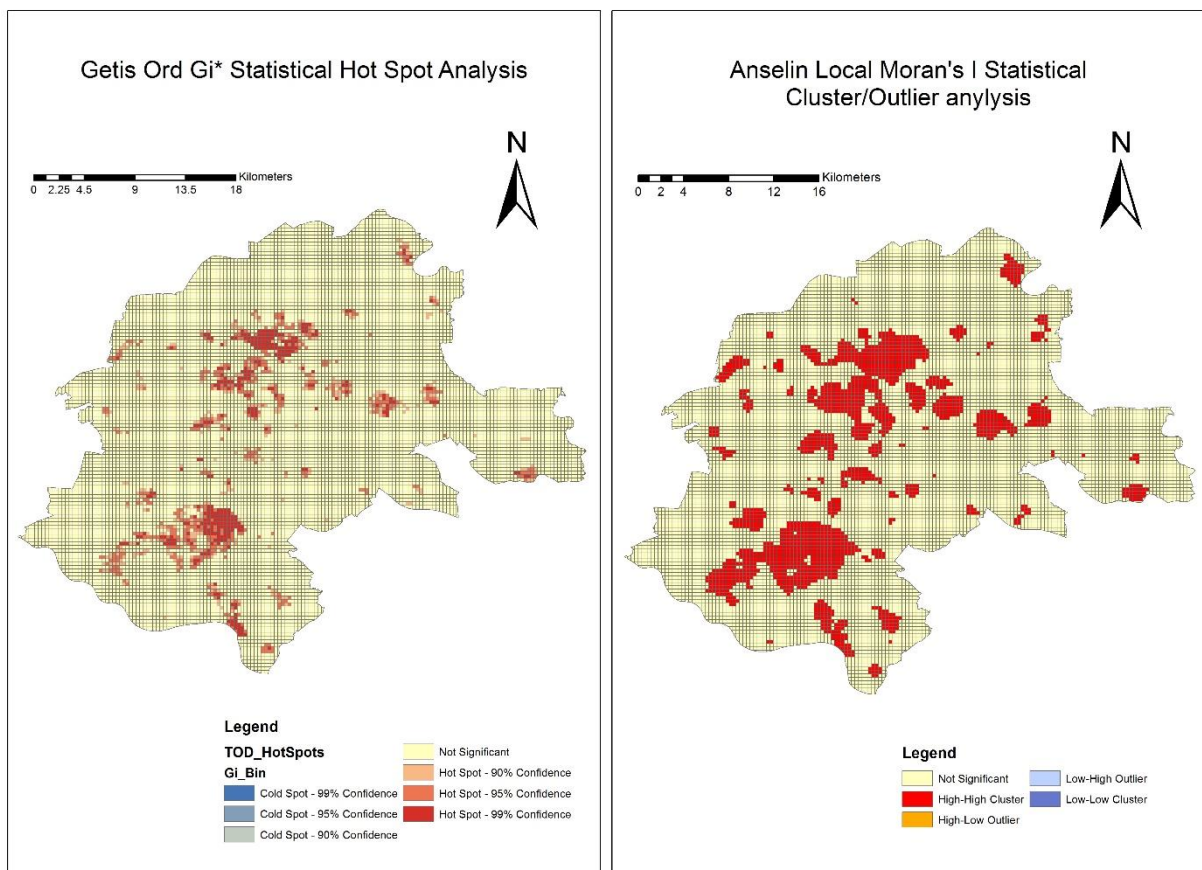 Getis Ord Gi* Statistical Hot Spot Analysis
N
Kilometers
0 2.25 4.5 9 13.5 18
Legend
TOD_HotSpots
Gi_Bin
Cold Spot - 99% Confidence
Cold Spot - 95% Confidence
Cold Spot - 90% Confidence
Not Significant
Hot Spot - 90% Confidence
Hot Spot - 95% Confidence
Hot Spot - 99% Confidence
Anselin Local Moran's I Statistical
Cluster/Outlier anylysis
N
Kilometers
0 2 4 8 12 16
Legend
Not Significant
High-High Cluster
High-Low Outlier
Low-High Outlier
Low-Low Cluster